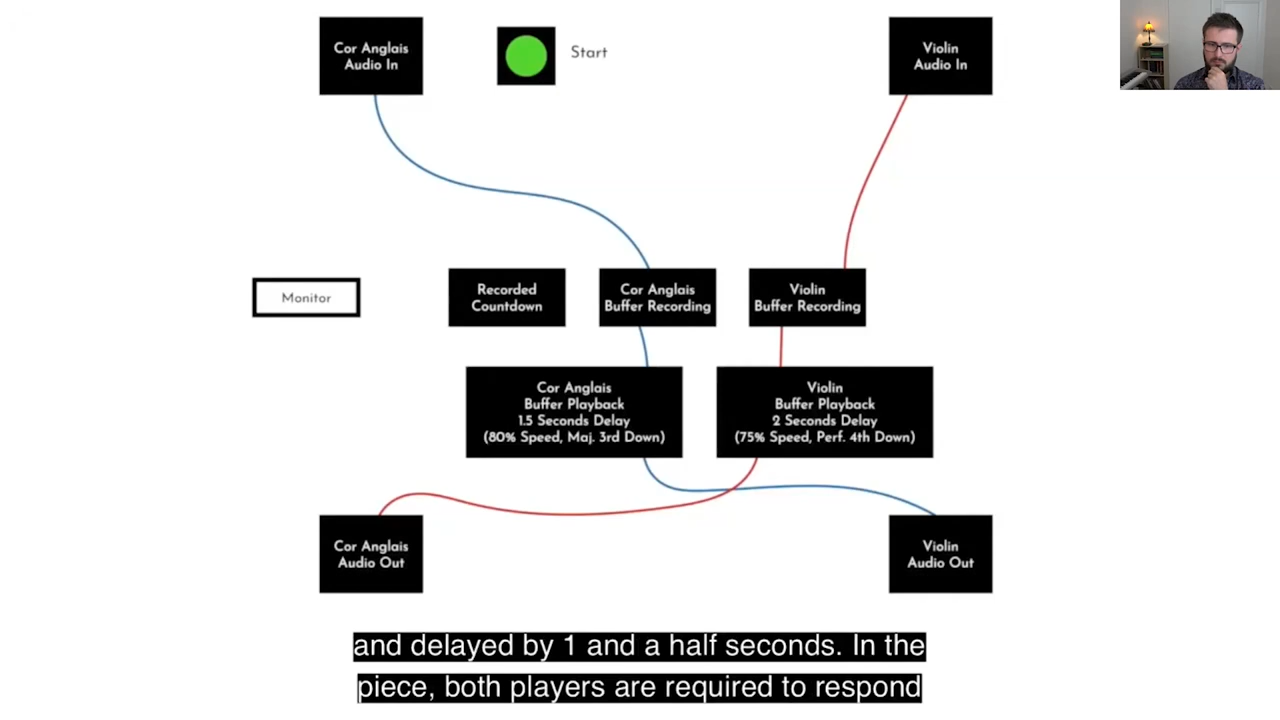 Cor Anglais
Audio In
Start
Violin
Audio In
Monitor
Recorded
Countdown
Cor Anglais
Buffer Recording
Violin
Buffer Recording
Cor Anglais
Buffer Playback
1.5 Seconds Delay
(80% Speed, Maj. 3rd Down)
Violin
Buffer Playback
2 Seconds Delay
(75% Speed, Perf. 4th Down)
Cor Anglais
Audio Out
Violin
Audio Out
and delayed by 1 and a half seconds. In the
piece, both players are required to respond